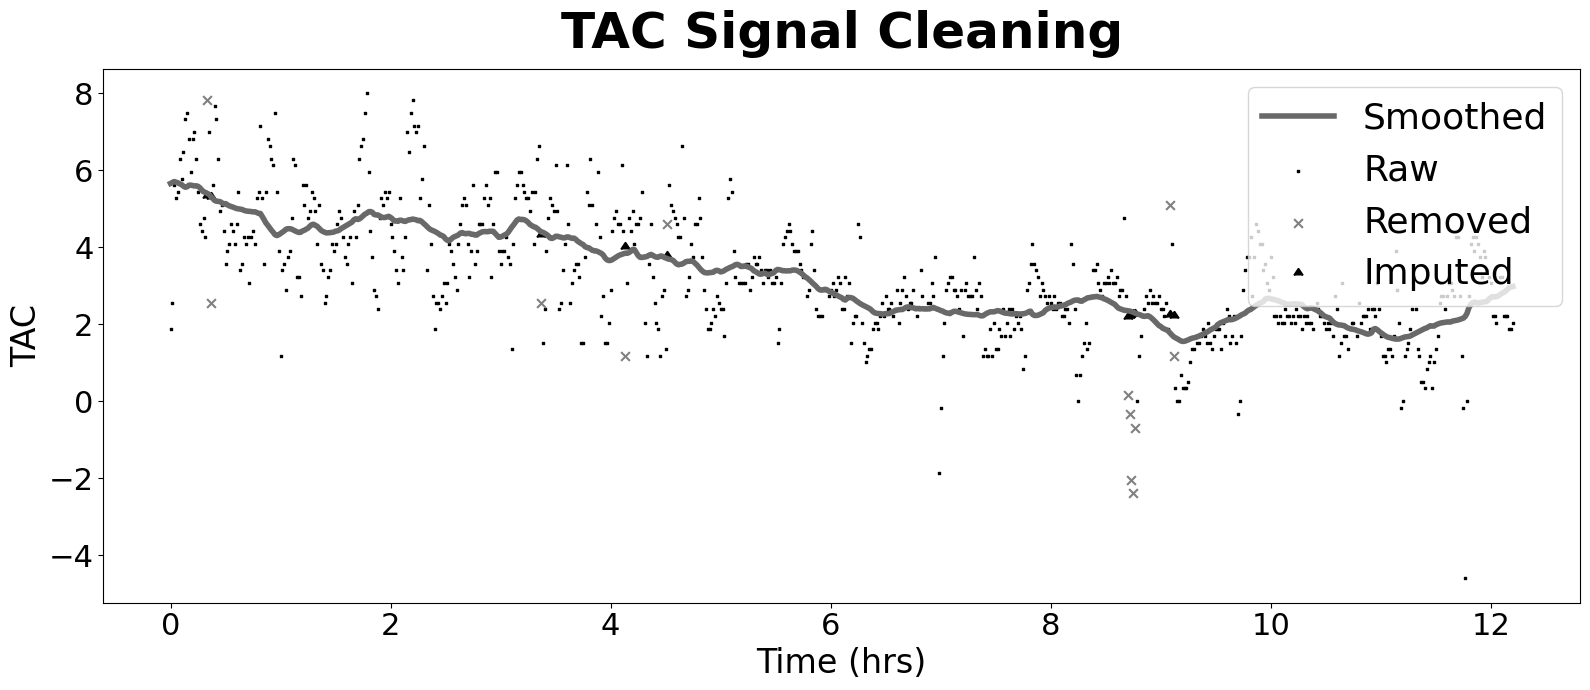 TAC Signal Cleaning
TAC
8
6
4
2
0
−2
−4
0 2 4 6 8 10 12
Time (hrs)
Smoothed
Raw
Removed
Imputed